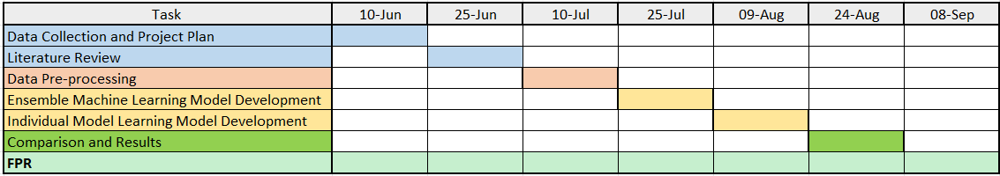 Task 10-Jun 25-Jun 10-Jul 25-Jul 09-Aug 24-Aug 08-Sep
Data Collection and Project Plan
Literature Review
Data Pre-processing
Ensemble Machine Learning Model Development
Individual Model Learning Model Development
Comparison and Results
FPR